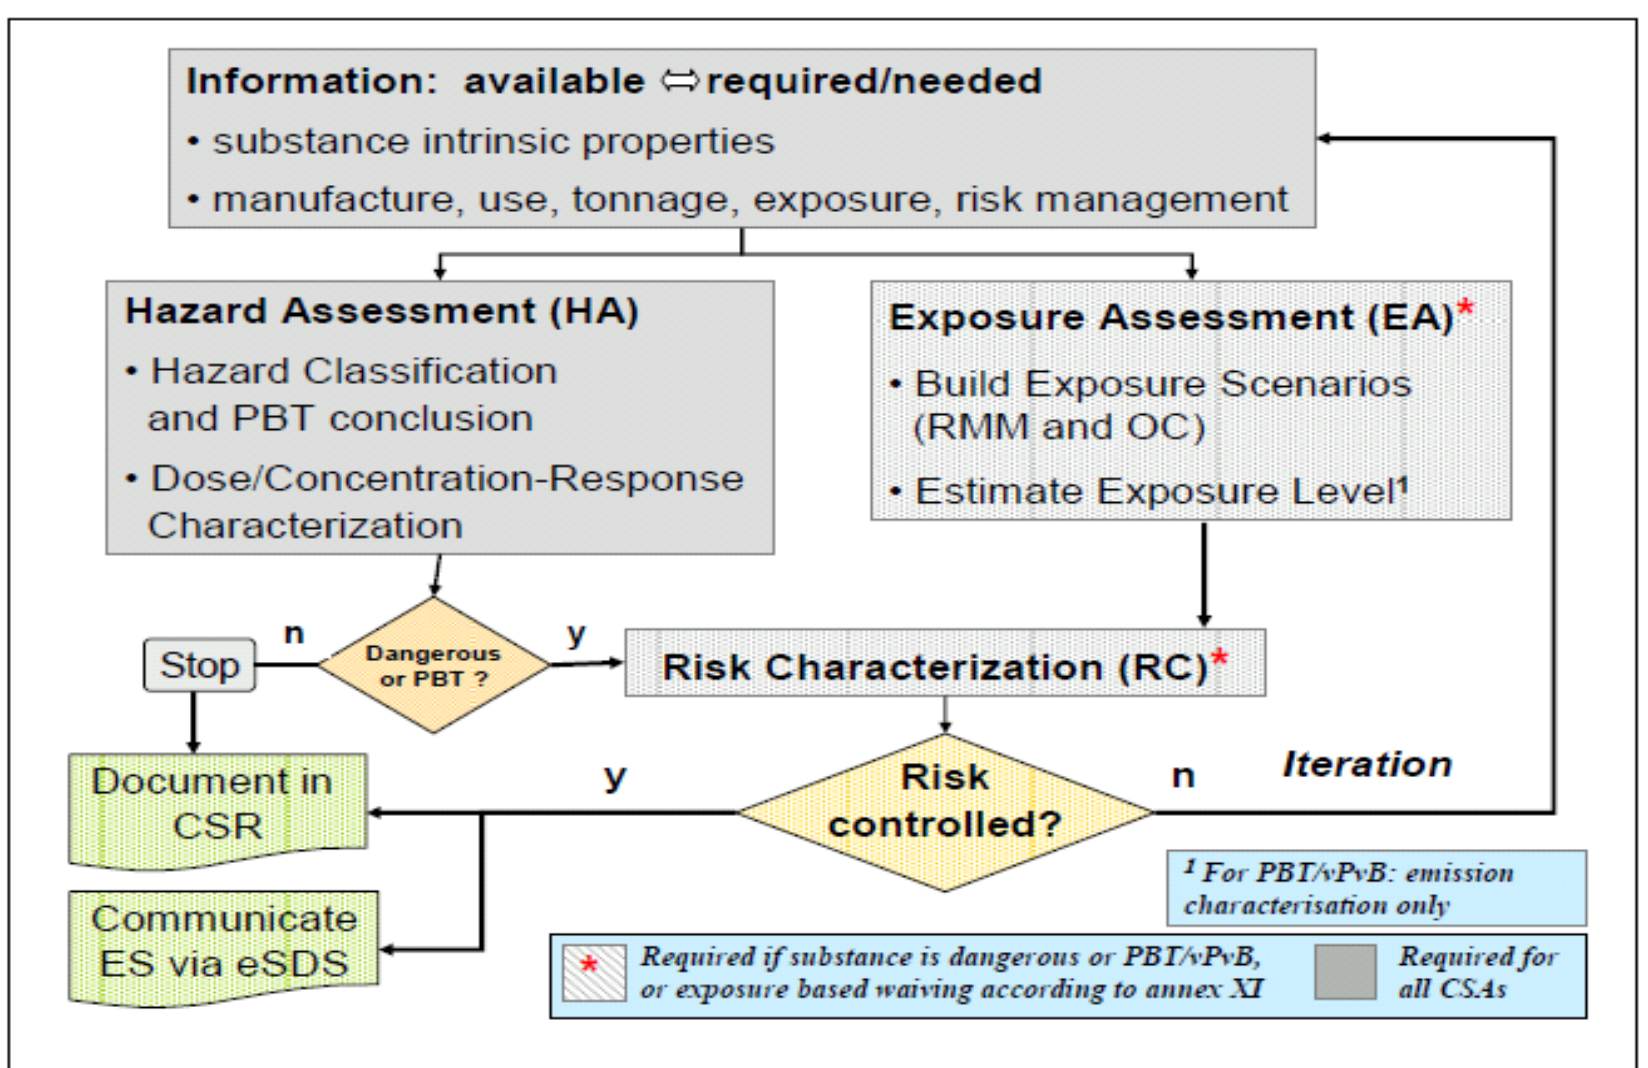 Information:  available ⇔ required/needed
• substance intrinsic properties
• manufacture, use, tonnage, exposure, risk management
Hazard Assessment (HA)
• Hazard Classification
and PBT conclusion
• Dose/Concentration-Response
Characterization
Exposure Assessment (EA)*
• Build Exposure Scenarios
(RMM and OC)
• Estimate Exposure Level¹
n
Dangerous
or PBT ?
y
Stop
Risk Characterization (RC)*
Document in
CSR
y
Risk
controlled?
n
Iteration
Communicate
ES via eSDS
¹ For PBT/vPvB: emission
characterisation only
* Required if substance is dangerous or PBT/vPvB,
or exposure based waiving according to annex XI
Required for
all CSAs